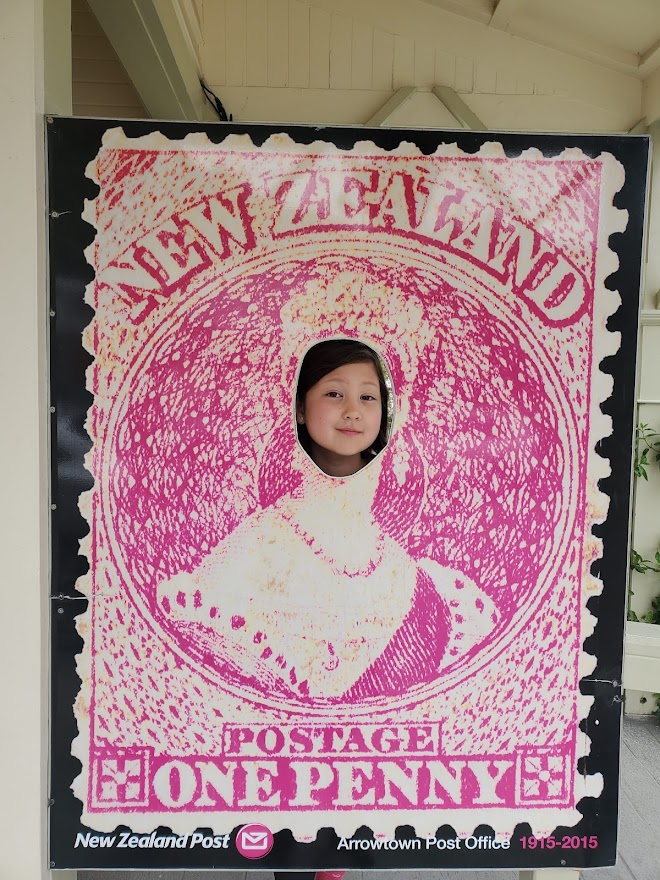 NEW ZEALAND
POSTAGE
ONE PENNY
New Zealand Post
Arrowtown Post Office 1915-2015